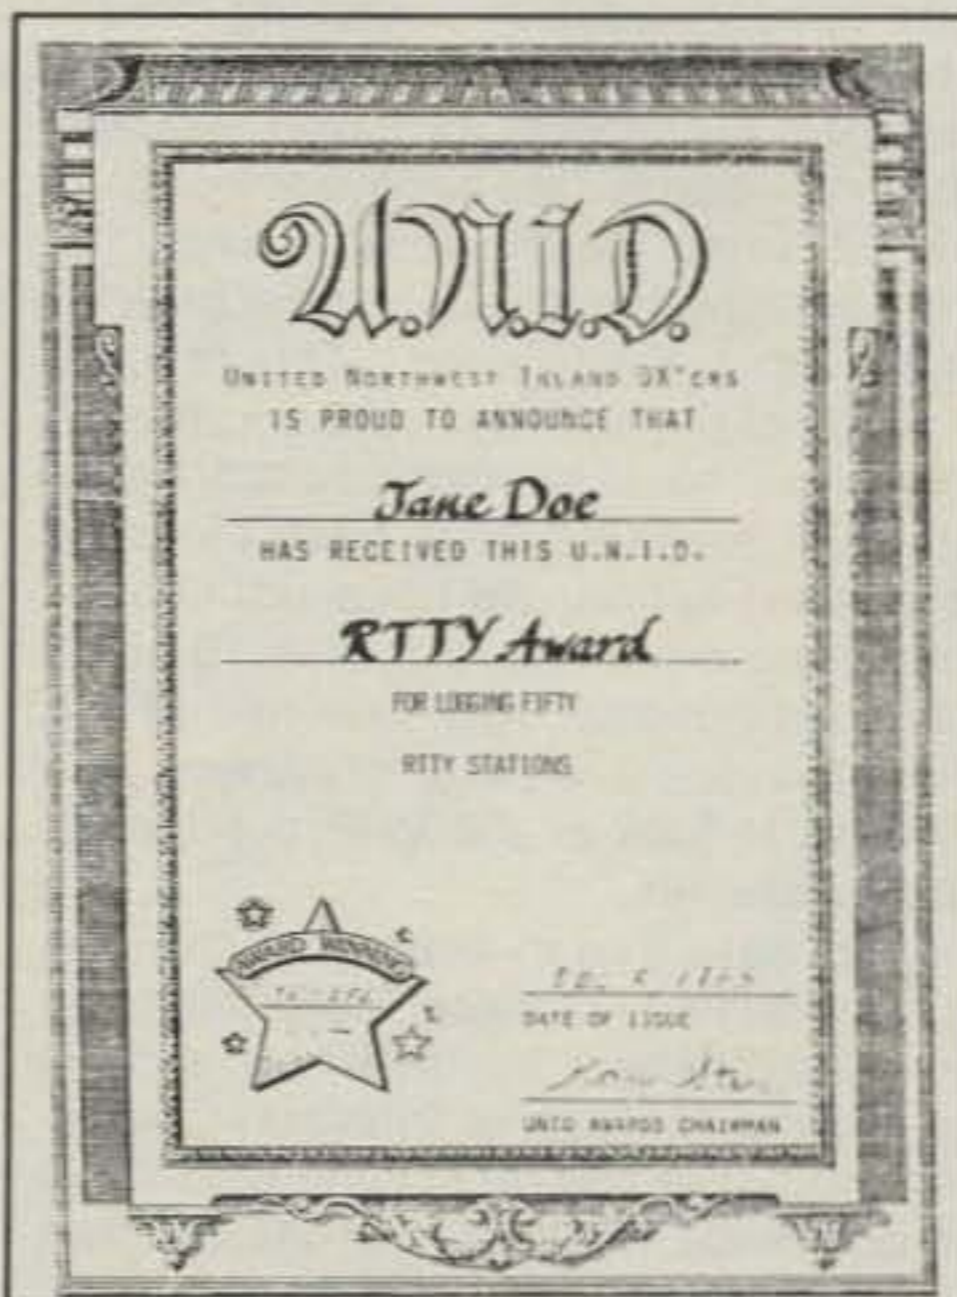 U.N.I.D.
UNITED NORTHWEST INLAND DX'ERS
IS PROUD TO ANNOUNCE THAT
Jane Doe
HAS RECEIVED THIS U.N.I.D.
RTTY Award
FOR LOGGING FIFTY
RTTY STATIONS
AWARD WINNER
DATE OF ISSUE
UNID AWARDS CHAIRMAN